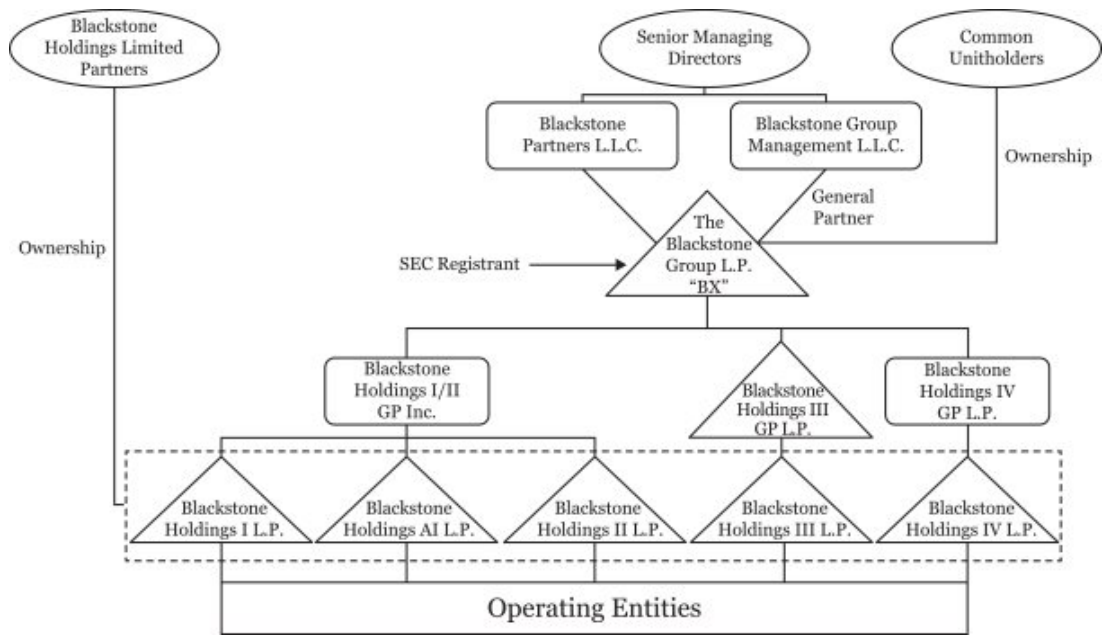 Blackstone
Holdings Limited
Partners
Senior Managing
Directors
Common
Unitholders
Blackstone
Partners L.L.C.
Blackstone Group
Management L.L.C.
Ownership
General
Partner
Ownership
SEC Registrant
The
Blackstone
Group L.P.
“BX”
Blackstone
Holdings I/II
GP Inc.
Blackstone
Holdings III
GP L.P.
Blackstone
Holdings IV
GP L.P.
Blackstone
Holdings I L.P.
Blackstone
Holdings AI L.P.
Blackstone
Holdings II L.P.
Blackstone
Holdings III L.P.
Blackstone
Holdings IV L.P.
Operating Entities